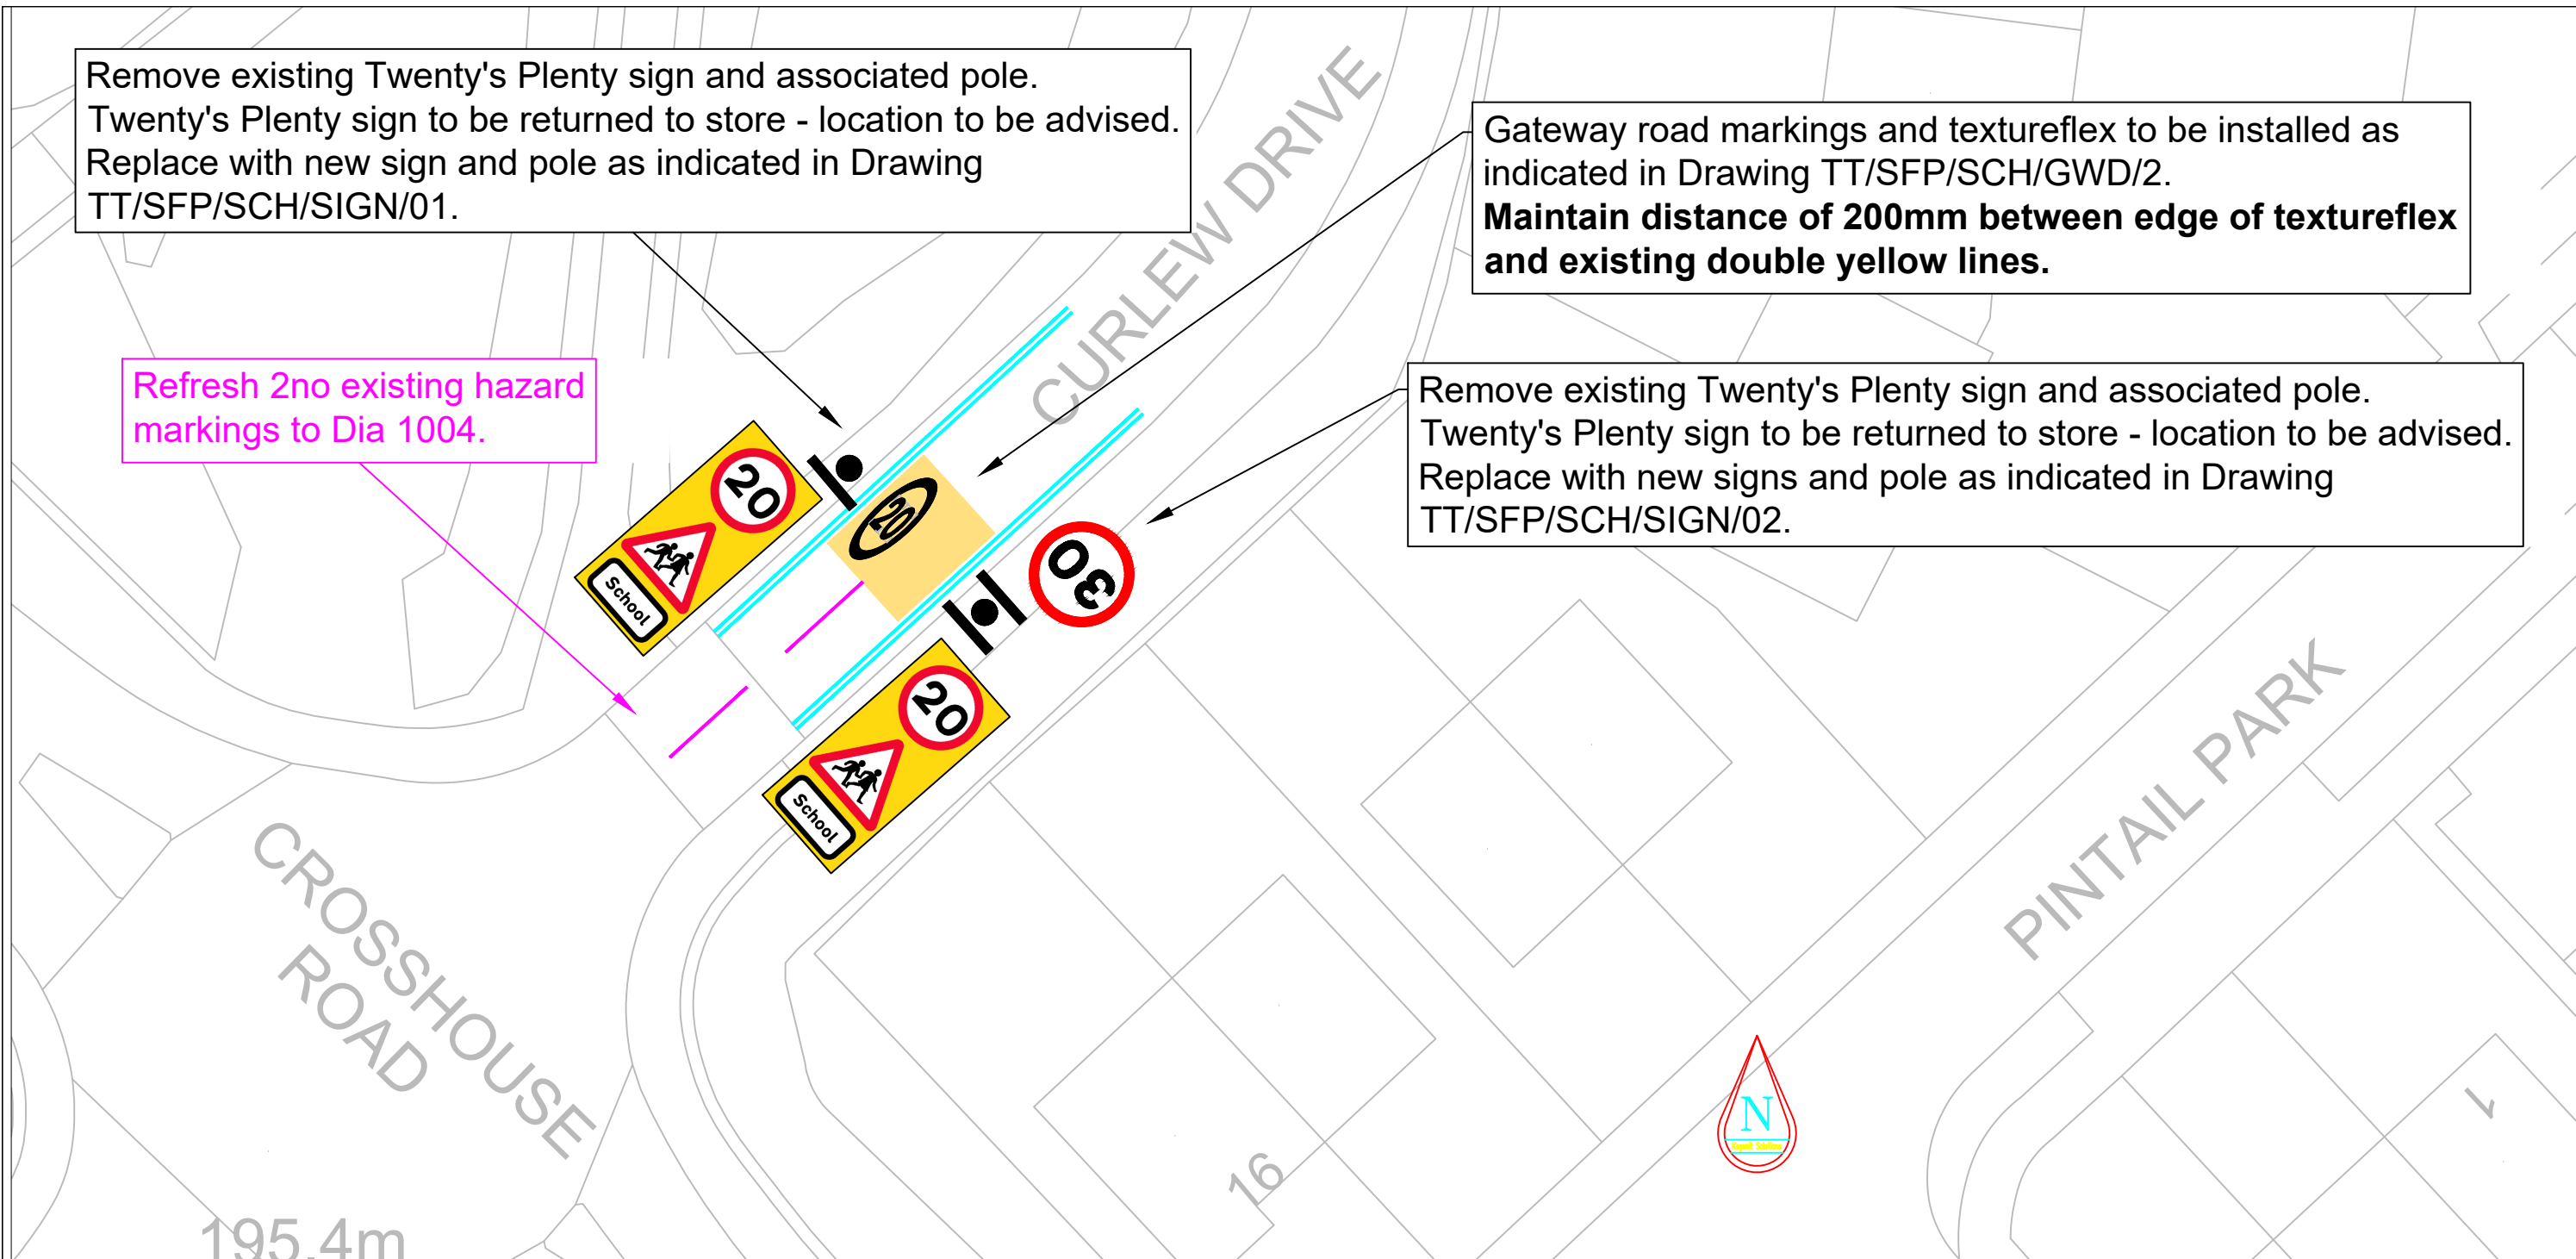 Remove existing Twenty's Plenty sign and associated pole.
Twenty's Plenty sign to be returned to store - location to be advised.
Replace with new sign and pole as indicated in Drawing
TT/SFP/SCH/SIGN/01.
Gateway road markings and textureflex to be installed as
indicated in Drawing TT/SFP/SCH/GWD/2.
Maintain distance of 200mm between edge of textureflex
and existing double yellow lines.
Refresh 2no existing hazard
markings to Dia 1004.
Remove existing Twenty's Plenty sign and associated pole.
Twenty's Plenty sign to be returned to store - location to be advised.
Replace with new signs and pole as indicated in Drawing
TT/SFP/SCH/SIGN/02.
CURLEW DRIVE
20
School
20
30
20
School
CROSSHOUSE
ROAD
PINTAIL PARK
N
16
1
195.4m